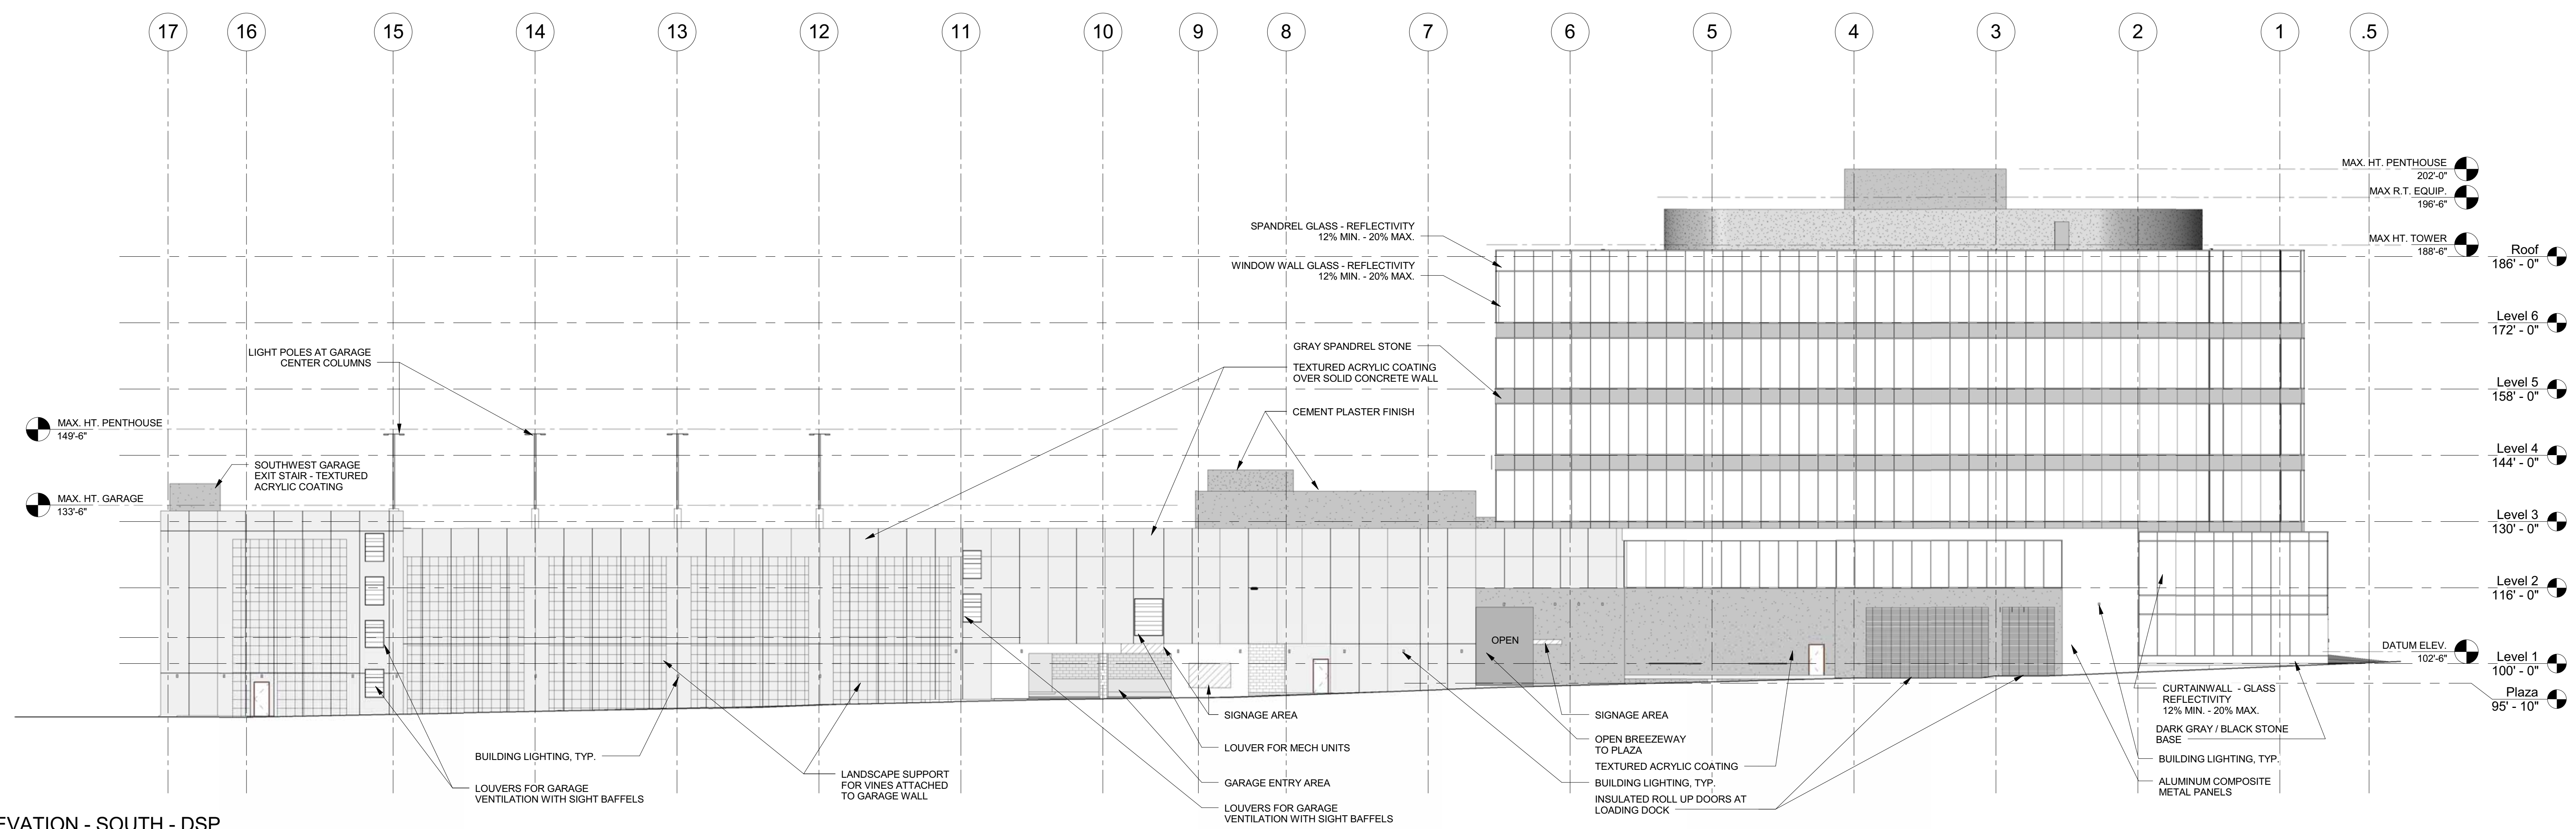 17 16 15 14 13 12 11 10 9 8 7 6 5 4 3 2 1 .5
MAX. HT. PENTHOUSE
202'-0"
MAX R.T. EQUIP.
196'-6"
MAX HT. TOWER
188'-6"
Roof
186' - 0"
Level 6
172' - 0"
Level 5
158' - 0"
Level 4
144' - 0"
Level 3
130' - 0"
Level 2
116' - 0"
DATUM ELEV.
102'-6"
Level 1
100' - 0"
Plaza
95' - 10"
SPANDREL GLASS - REFLECTIVITY
12% MIN. - 20% MAX.
WINDOW WALL GLASS - REFLECTIVITY
12% MIN. - 20% MAX.
GRAY SPANDREL STONE
TEXTURED ACRYLIC COATING
OVER SOLID CONCRETE WALL
CEMENT PLASTER FINISH
LIGHT POLES AT GARAGE
CENTER COLUMNS
MAX. HT. PENTHOUSE
149'-6"
SOUTHWEST GARAGE
EXIT STAIR - TEXTURED
ACRYLIC COATING
MAX. HT. GARAGE
133'-6"
OPEN
BUILDING LIGHTING, TYP.
LOUVERS FOR GARAGE
VENTILATION WITH SIGHT BAFFELS
LANDSCAPE SUPPORT
FOR VINES ATTACHED
TO GARAGE WALL
SIGNAGE AREA
LOUVER FOR MECH UNITS
GARAGE ENTRY AREA
LOUVERS FOR GARAGE
VENTILATION WITH SIGHT BAFFELS
SIGNAGE AREA
OPEN BREEZEWAY
TO PLAZA
TEXTURED ACRYLIC COATING
BUILDING LIGHTING, TYP.
INSULATED ROLL UP DOORS AT
LOADING DOCK
CURTAINWALL - GLASS
REFLECTIVITY
12% MIN. - 20% MAX.
DARK GRAY / BLACK STONE
BASE
BUILDING LIGHTING, TYP.
ALUMINUM COMPOSITE
METAL PANELS
EVATION - SOUTH - DSP